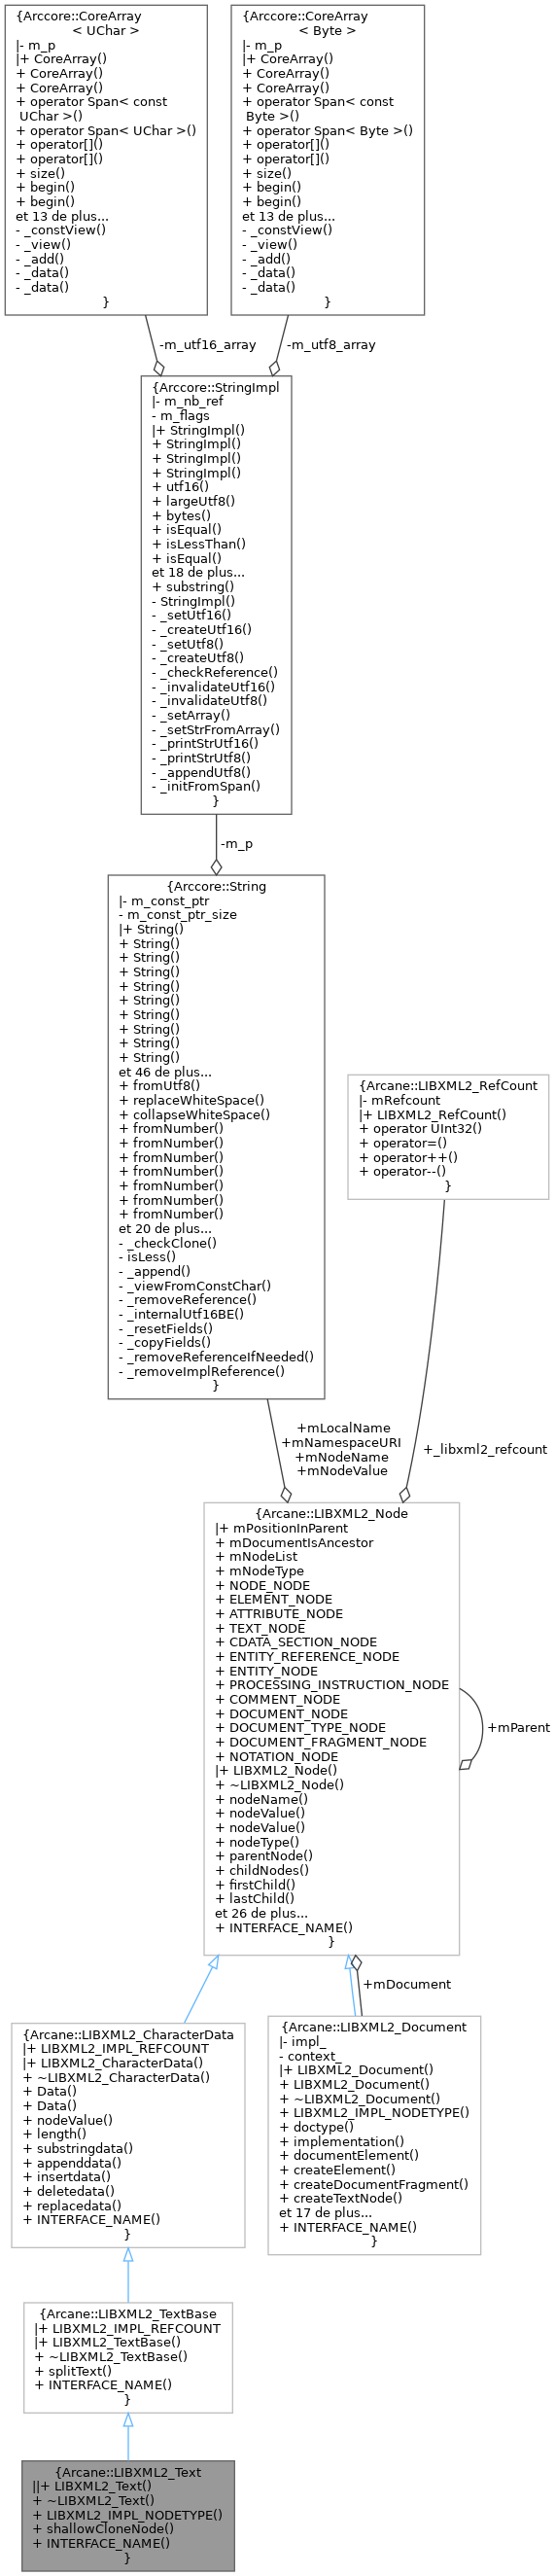 {Arccore::CoreArray
< UChar >
|- m_p
|+ CoreArray()
+ CoreArray()
+ CoreArray()
+ operator Span< const
UChar >()
+ operator Span< UChar >()
+ operator[]()
+ operator[]()
+ size()
+ begin()
+ begin()
et 13 de plus...
- _constView()
- _view()
- _add()
- _data()
- _data()
}
{Arccore::CoreArray
< Byte >
|- m_p
|+ CoreArray()
+ CoreArray()
+ CoreArray()
+ operator Span< const
Byte >()
+ operator Span< Byte >()
+ operator[]()
+ operator[]()
+ size()
+ begin()
+ begin()
et 13 de plus...
- _constView()
- _view()
- _add()
- _data()
- _data()
}
-m_utf16_array
-m_utf8_array
{Arccore::StringImpl
|- m_nb_ref
- m_flags
|+ StringImpl()
+ StringImpl()
+ StringImpl()
+ StringImpl()
+ utf16()
+ largeUtf8()
+ bytes()
+ isEqual()
+ isLessThan()
+ isEqual()
et 18 de plus...
+ substring()
- StringImpl()
- _setUtf16()
- _createUtf16()
- _setUtf8()
- _createUtf8()
- _checkReference()
- _invalidateUtf16()
- _invalidateUtf8()
- _setArray()
- _setStrFromArray()
- _printStrUtf16()
- _printStrUtf8()
- _appendUtf8()
- _initFromSpan()
}
-m_p
{Arccore::String
|- m_const_ptr
- m_const_ptr_size
|+ String()
+ String()
+ String()
+ String()
+ String()
+ String()
+ String()
+ String()
+ String()
+ String()
et 46 de plus...
+ fromUtf8()
+ replaceWhiteSpace()
+ collapseWhiteSpace()
+ fromNumber()
+ fromNumber()
+ fromNumber()
+ fromNumber()
+ fromNumber()
+ fromNumber()
+ fromNumber()
et 20 de plus...
- _checkClone()
- isLess()
- _append()
- _viewFromConstChar()
- _removeReference()
- _internalUtf16BE()
- _resetFields()
- _copyFields()
- _removeReferenceIfNeeded()
- _removeImplReference()
}
{Arcane::LIBXML2_RefCount
|- mRefcount
|+ LIBXML2_RefCount()
+ operator UInt32()
+ operator=()
+ operator++()
+ operator--()
}
+mLocalName
+mNamespaceURI
+mNodeName
+mNodeValue
+_libxml2_refcount
{Arcane::LIBXML2_Node
|+ mPositionInParent
+ mDocumentIsAncestor
+ mNodeList
+ mNodeType
+ NODE_NODE
+ ELEMENT_NODE
+ ATTRIBUTE_NODE
+ TEXT_NODE
+ CDATA_SECTION_NODE
+ ENTITY_REFERENCE_NODE
+ ENTITY_NODE
+ PROCESSING_INSTRUCTION_NODE
+ COMMENT_NODE
+ DOCUMENT_NODE
+ DOCUMENT_TYPE_NODE
+ DOCUMENT_FRAGMENT_NODE
+ NOTATION_NODE
|+ LIBXML2_Node()
+ ~LIBXML2_Node()
+ nodeName()
+ nodeValue()
+ nodeValue()
+ nodeType()
+ parentNode()
+ childNodes()
+ firstChild()
+ lastChild()
et 26 de plus...
+ INTERFACE_NAME()
}
+mParent
+mDocument
{Arcane::LIBXML2_CharacterData
|+ LIBXML2_IMPL_REFCOUNT
|+ LIBXML2_CharacterData()
+ ~LIBXML2_CharacterData()
+ Data()
+ Data()
+ nodeValue()
+ length()
+ substringdata()
+ appenddata()
+ insertdata()
+ deletedata()
+ replacedata()
+ INTERFACE_NAME()
}
{Arcane::LIBXML2_Document
|- impl_
- context_
|+ LIBXML2_Document()
+ LIBXML2_Document()
+ ~LIBXML2_Document()
+ LIBXML2_IMPL_NODETYPE()
+ doctype()
+ implementation()
+ documentElement()
+ createElement()
+ createDocumentFragment()
+ createTextNode()
et 17 de plus...
+ INTERFACE_NAME()
}
{Arcane::LIBXML2_TextBase
|+ LIBXML2_IMPL_REFCOUNT
|+ LIBXML2_TextBase()
+ ~LIBXML2_TextBase()
+ splitText()
+ INTERFACE_NAME()
}
{Arcane::LIBXML2_Text
||+ LIBXML2_Text()
+ ~LIBXML2_Text()
+ LIBXML2_IMPL_NODETYPE()
+ shallowCloneNode()
+ INTERFACE_NAME()
}